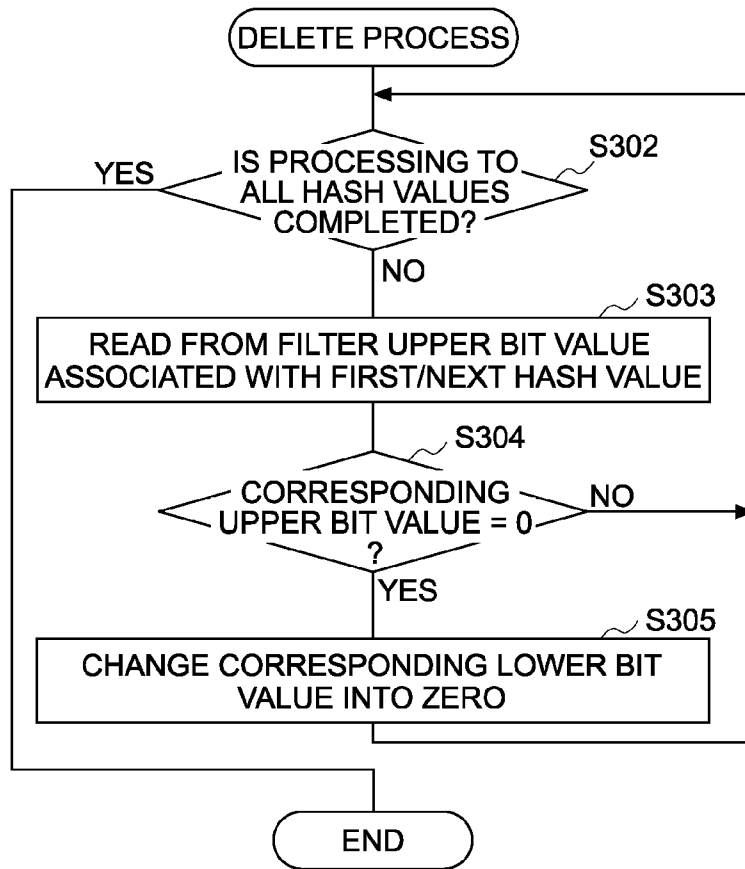 DELETE PROCESS
S302
YES
IS PROCESSING TO
ALL HASH VALUES
COMPLETED?
NO
S303
READ FROM FILTER UPPER BIT VALUE
ASSOCIATED WITH FIRST/NEXT HASH VALUE
S304
CORRESPONDING
UPPER BIT VALUE = 0
?
NO
YES
S305
CHANGE CORRESPONDING LOWER BIT
VALUE INTO ZERO
END